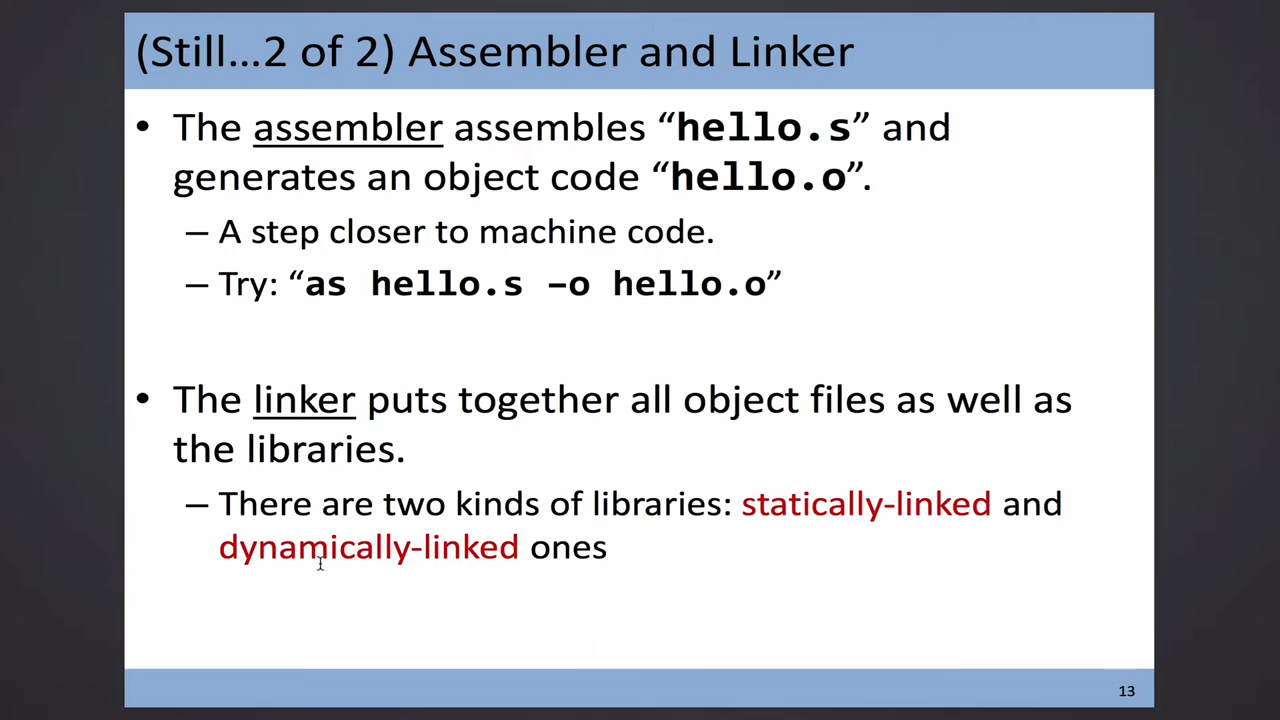 (Still…2 of 2) Assembler and Linker
• The assembler assembles “hello.s” and
generates an object code “hello.o”.
– A step closer to machine code.
– Try: “as hello.s –o hello.o”
• The linker puts together all object files as well as
the libraries.
– There are two kinds of libraries: statically-linked and
dynamically-linked ones
13